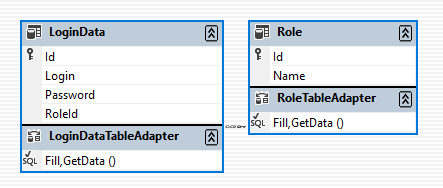 LoginData
Id
Login
Password
RoleId
LoginDataTableAdapter
SQL Fill,GetData ()
Role
Id
Name
RoleTableAdapter
SQL Fill,GetData ()